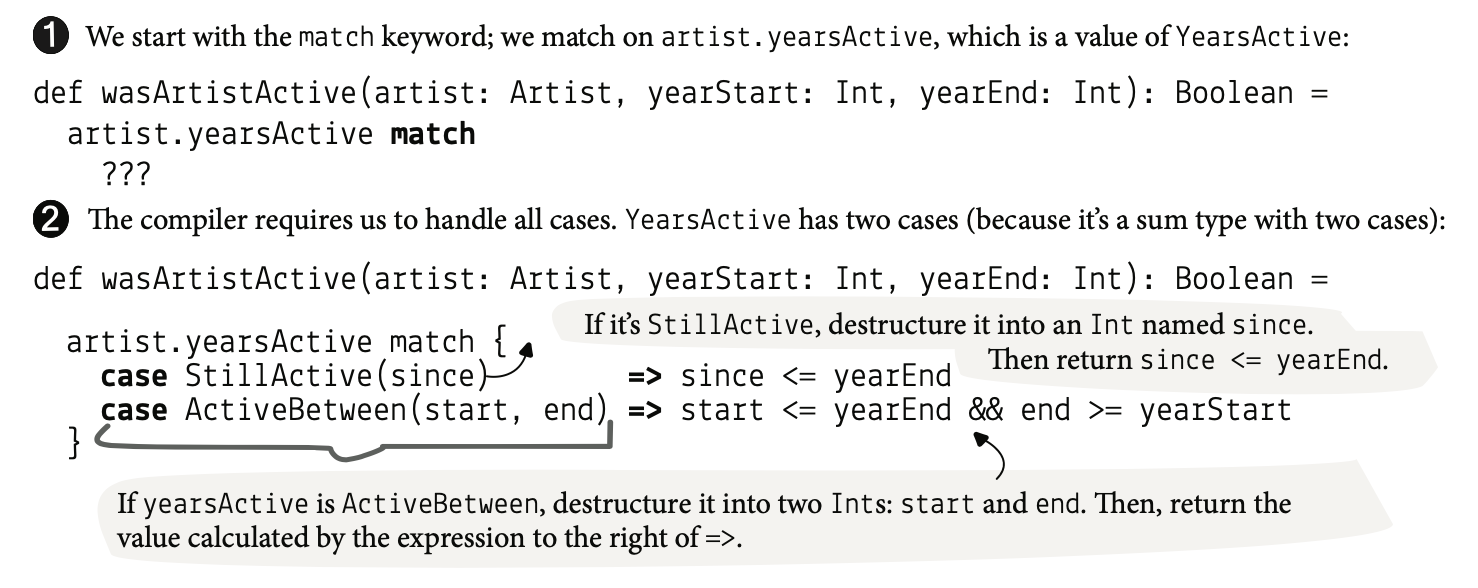 1 We start with the match keyword; we match on artist.yearsActive, which is a value of YearsActive:
def wasArtistActive(artist: Artist, yearStart: Int, yearEnd: Int): Boolean =
artist.yearsActive match
???
2 The compiler requires us to handle all cases. YearsActive has two cases (because it's a sum type with two cases):
def wasArtistActive(artist: Artist, yearStart: Int, yearEnd: Int): Boolean =
If it's StillActive, destructure it into an Int named since.
Then return since <= yearEnd.
artist.yearsActive match {
case StillActive(since) => since <= yearEnd
case ActiveBetween(start, end) => start <= yearEnd && end >= yearStart
}
If yearsActive is ActiveBetween, destructure it into two Ints: start and end. Then, return the
value calculated by the expression to the right of =>.